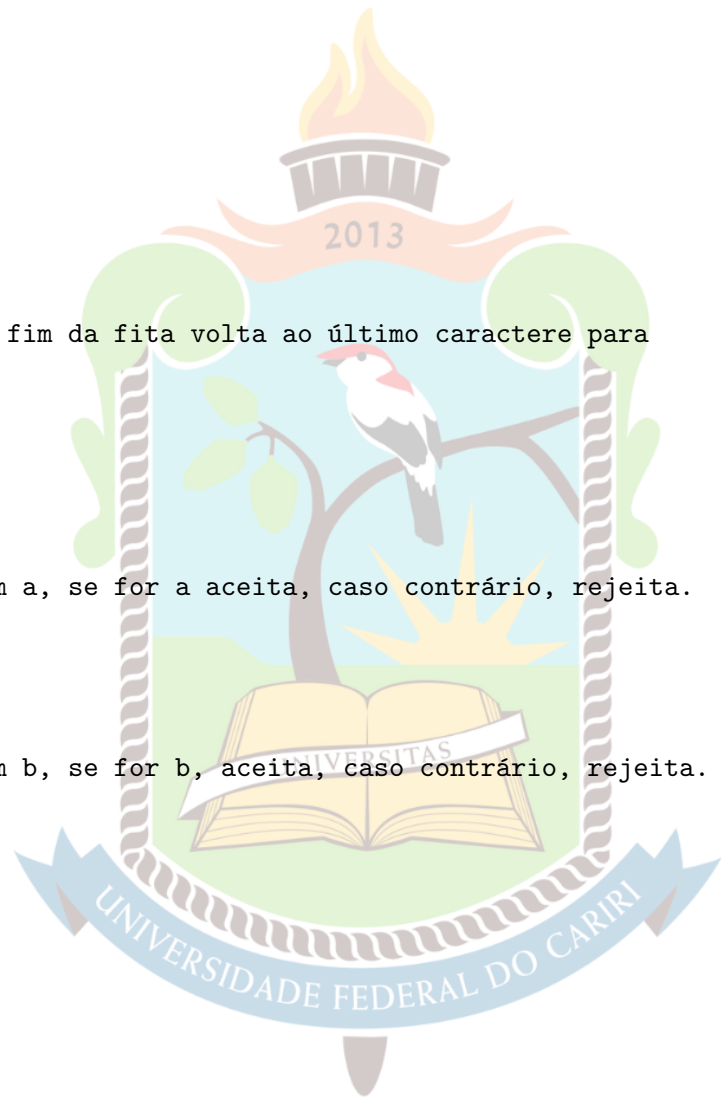 2013
fim da fita volta ao último caractere para
m a, se for a aceita, caso contrário, rejeita.
UNIVERSITAS
m b, se for b, aceita, caso contrário, rejeita.
UNIVERSIDADE FEDERAL DO CARIRI